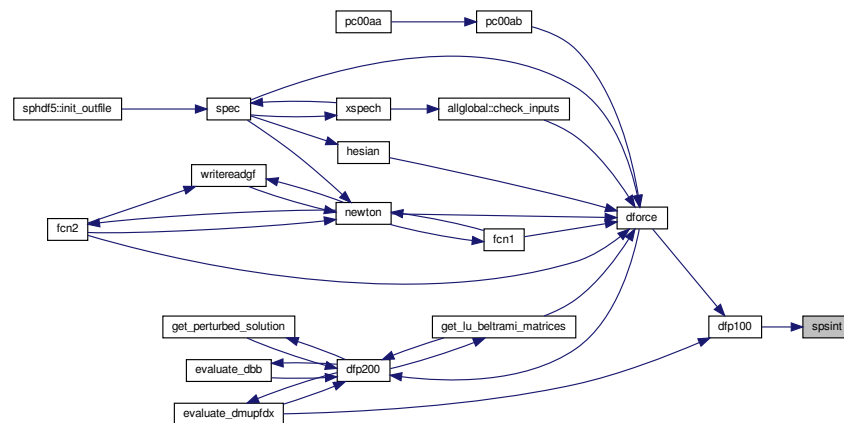 pc00aa
pc00ab
sphdf5::init_outfile
spec
xspech
allglobal::check_inputs
hesian
writereadgf
newton
dforce
fcn2
fcn1
get_perturbed_solution
get_lu_beltrami_matrices
dfp100
spsint
evaluate_dbb
dfp200
evaluate_dmupfdx